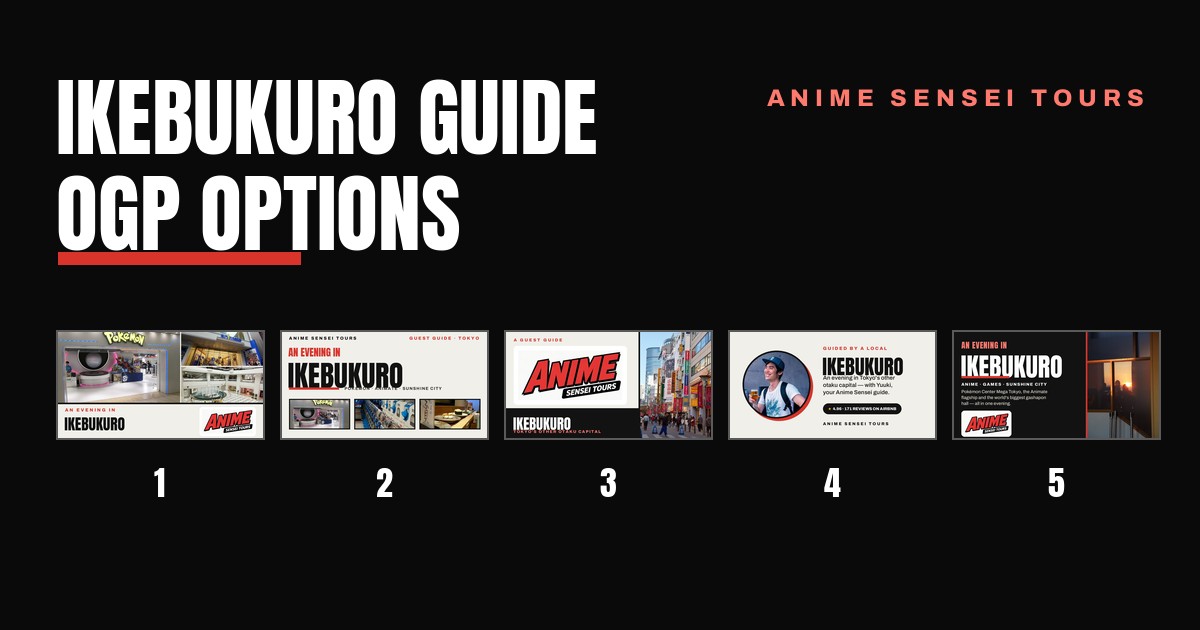 IKEBUKURO GUIDE
OGP OPTIONS
ANIME SENSEI TOURS
Pokémon
AN EVENING IN
IKEBUKURO
ANIME
SENSEI TOURS
1
ANIME SENSEI TOURS
GUEST GUIDE · TOKYO
AN EVENING IN
IKEBUKURO
POKÉMON · ANIMATE · SUNSHINE CITY
2
A GUEST GUIDE
ANIME
SENSEI TOURS
IKEBUKURO
TOKYO'S OTHER OTAKU CAPITAL
3
GUIDED BY A LOCAL
IKEBUKURO
An evening in Tokyo's other
otaku capital — with Yuuki,
your Anime Sensei guide.
★ 4.96 · 171 REVIEWS ON AIRBNB
ANIME SENSEI TOURS
4
AN EVENING IN
IKEBUKURO
ANIME · GAMES · SUNSHINE CITY
Pokémon Center Mega Tokyo, the Animate
flagship and the world's biggest gashapon
hall — all in one evening.
ANIME
SENSEI TOURS
5